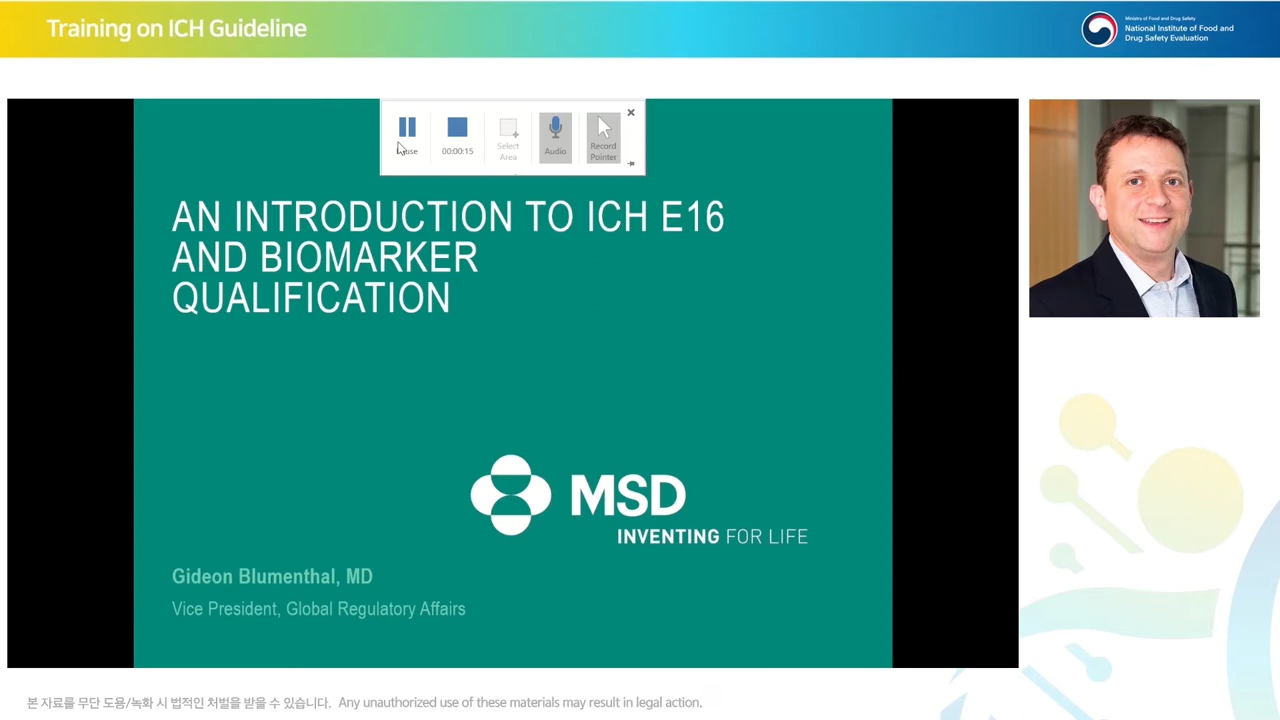 Training on ICH Guideline
Ministry of Food and Drug Safety
National Institute of Food and
Drug Safety Evaluation
00:00:15
Select
Area
Audio
Record
Pointer
AN INTRODUCTION TO ICH E16
AND BIOMARKER
QUALIFICATION
MSD
INVENTING FOR LIFE
Gideon Blumenthal, MD
Vice President, Global Regulatory Affairs
본 자료를 무단 도용/녹화 시 법적인 처벌을 받을 수 있습니다. Any unauthorized use of these materials may result in legal action.